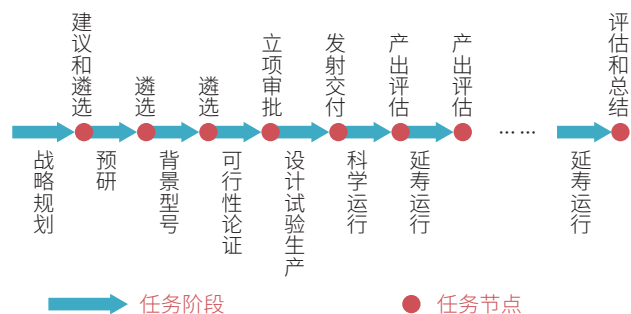 建议和遴选
遴选
遴选
立项审批
发射交付
产出评估
产出评估
评估和总结
……
战略规划
预研
背景型号
可行性论证
设计试验生产
科学运行
延寿运行
延寿运行
任务阶段
任务节点